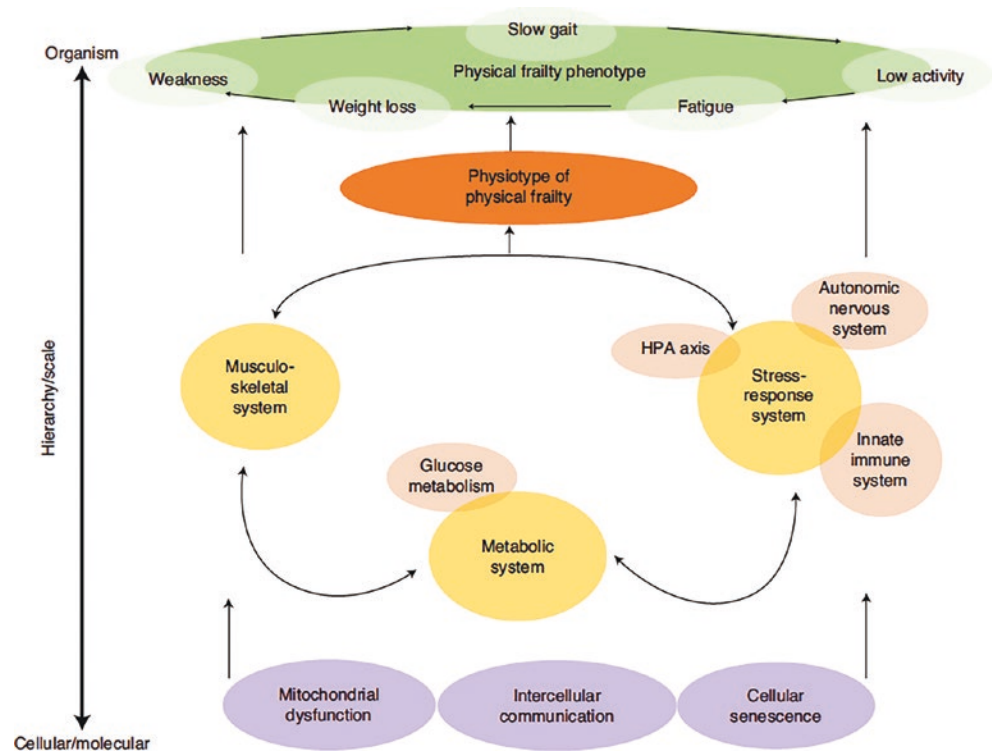 Organism
Slow gait
Physical frailty phenotype
Weakness
Low activity
Weight loss
Fatigue
Physiotype of
physical frailty
Hierarchy/scale
Autonomic
nervous system
HPA axis
Musculo-
skeletal
system
Stress-
response
system
Innate
immune
system
Glucose
metabolism
Metabolic
system
Mitochondrial
dysfunction
Intercellular
communication
Cellular
senescence
Cellular/molecular